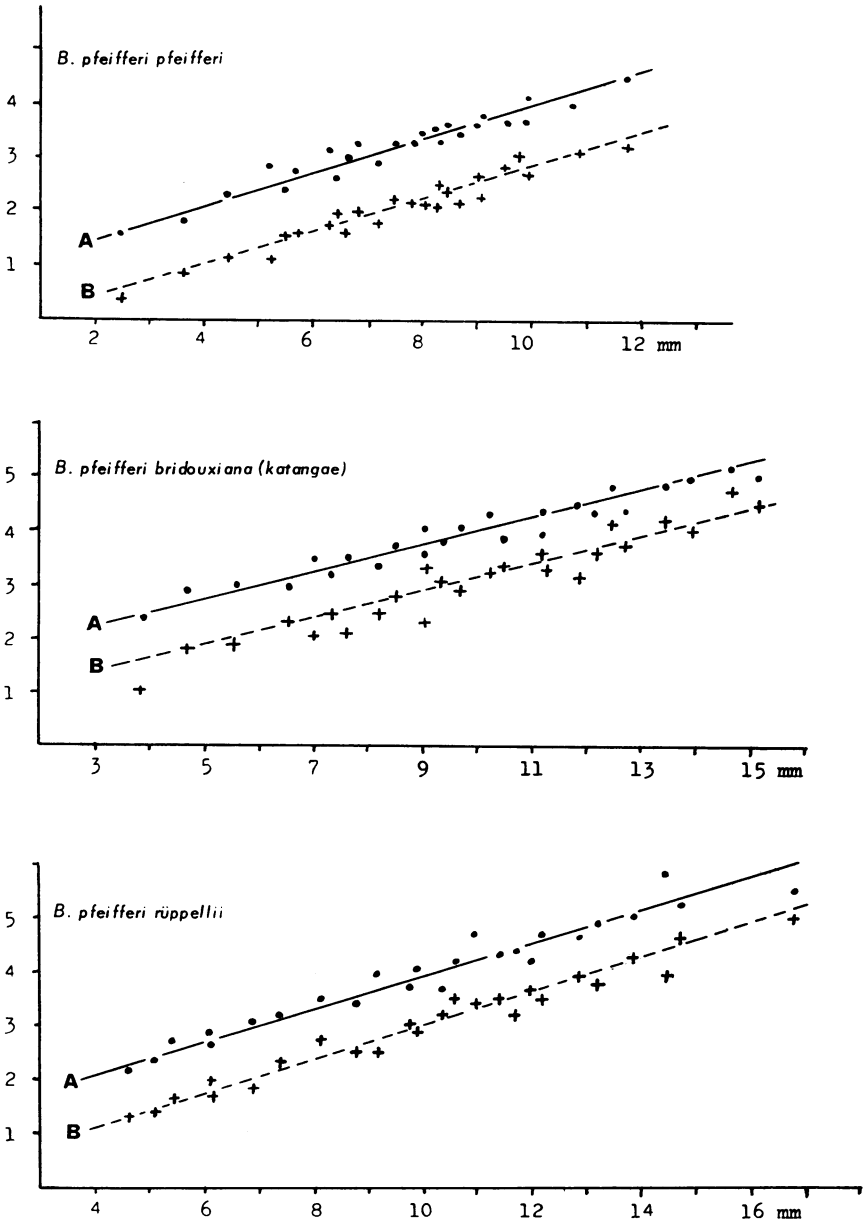 B. pfeifferi pfeifferi
4
3
2
1
A
B
2 4 6 8 10 12 mm
B. pfeifferi bridouxiana (katangae)
5
4
3
2
1
A
B
3 5 7 9 11 13 15 mm
B. pfeifferi rüppellii
5
4
3
2
1
A
B
4 6 8 10 12 14 16 mm